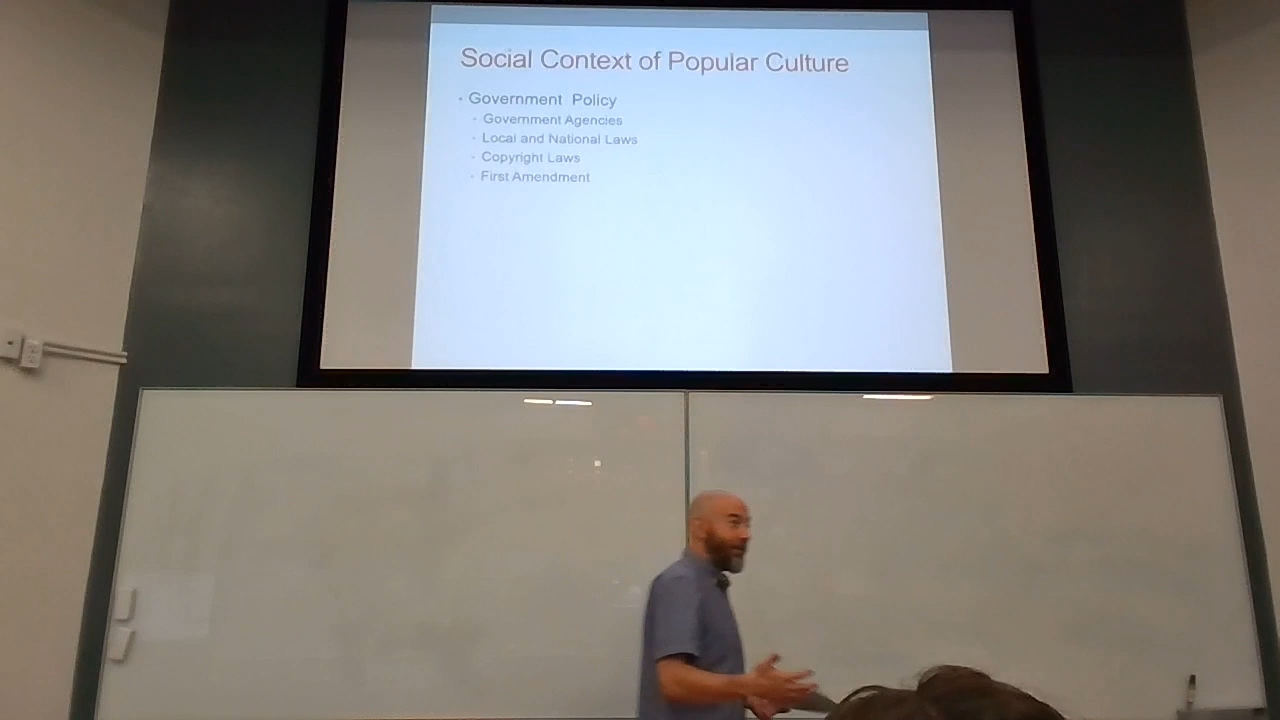 Social Context of Popular Culture
• Government Policy
• Government Agencies
• Local and National Laws
• Copyright Laws
• First Amendment